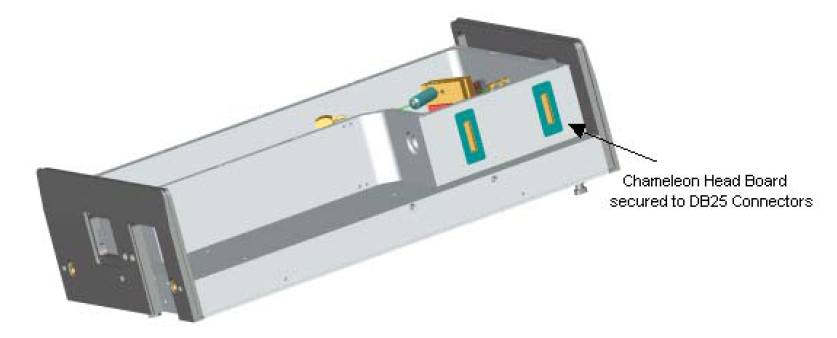 Chameleon Head Board
secured to DB25 Connectors